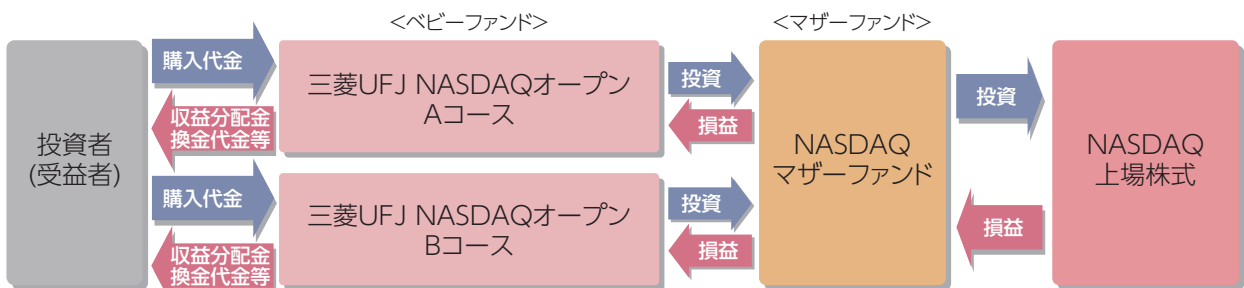 <ベビーファンド>
<マザーファンド>
投資者
(受益者)
購入代金
収益分配金
換金代金等
三菱UFJ NASDAQオープン
Aコース
投資
損益
購入代金
収益分配金
換金代金等
三菱UFJ NASDAQオープン
Bコース
投資
損益
NASDAQ
マザーファンド
投資
損益
NASDAQ
上場株式